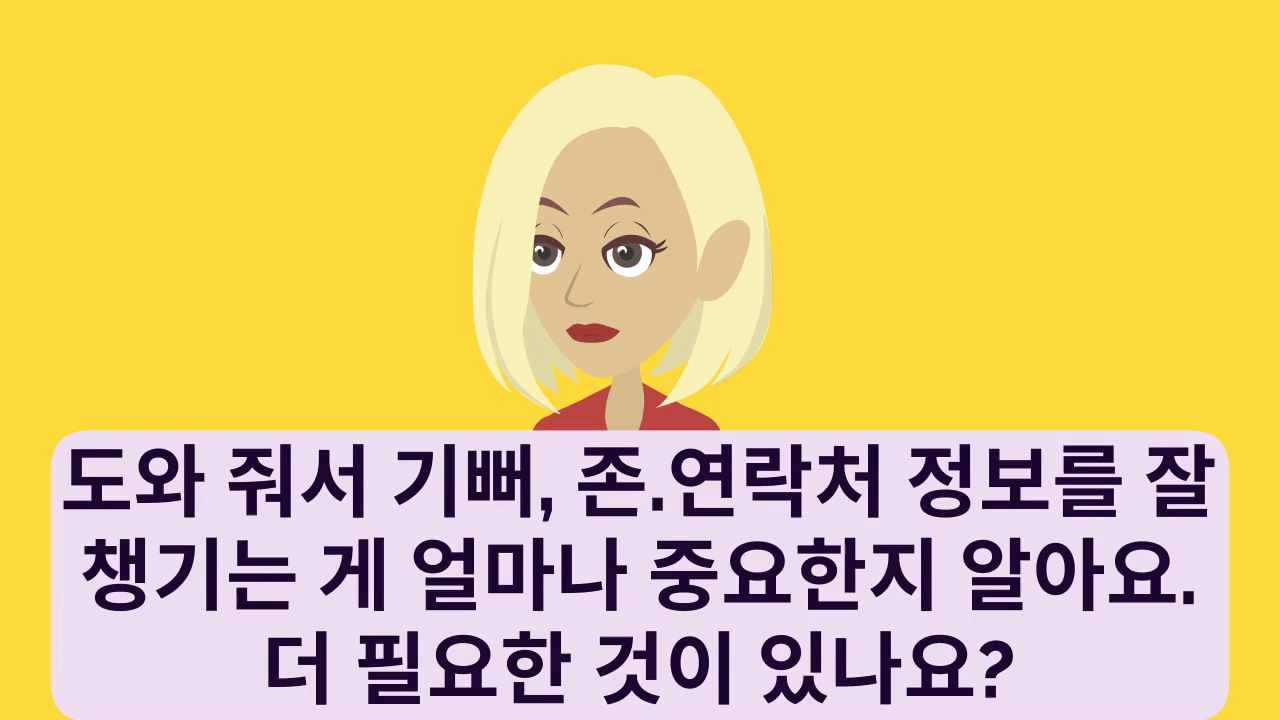 도와 줘서 기뻐, 존.연락처 정보를 잘
챙기는 게 얼마나 중요한지 알아요.
더 필요한 것이 있나요?